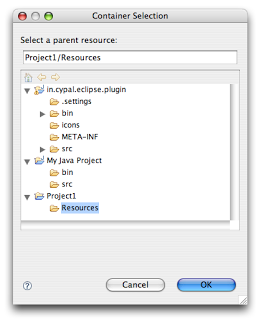 Container Selection
Select a parent resource:
Project1/Resources
in.cypal.eclipse.plugin
.settings
bin
icons
META-INF
src
My Java Project
bin
src
Project1
Resources
?
Cancel
OK